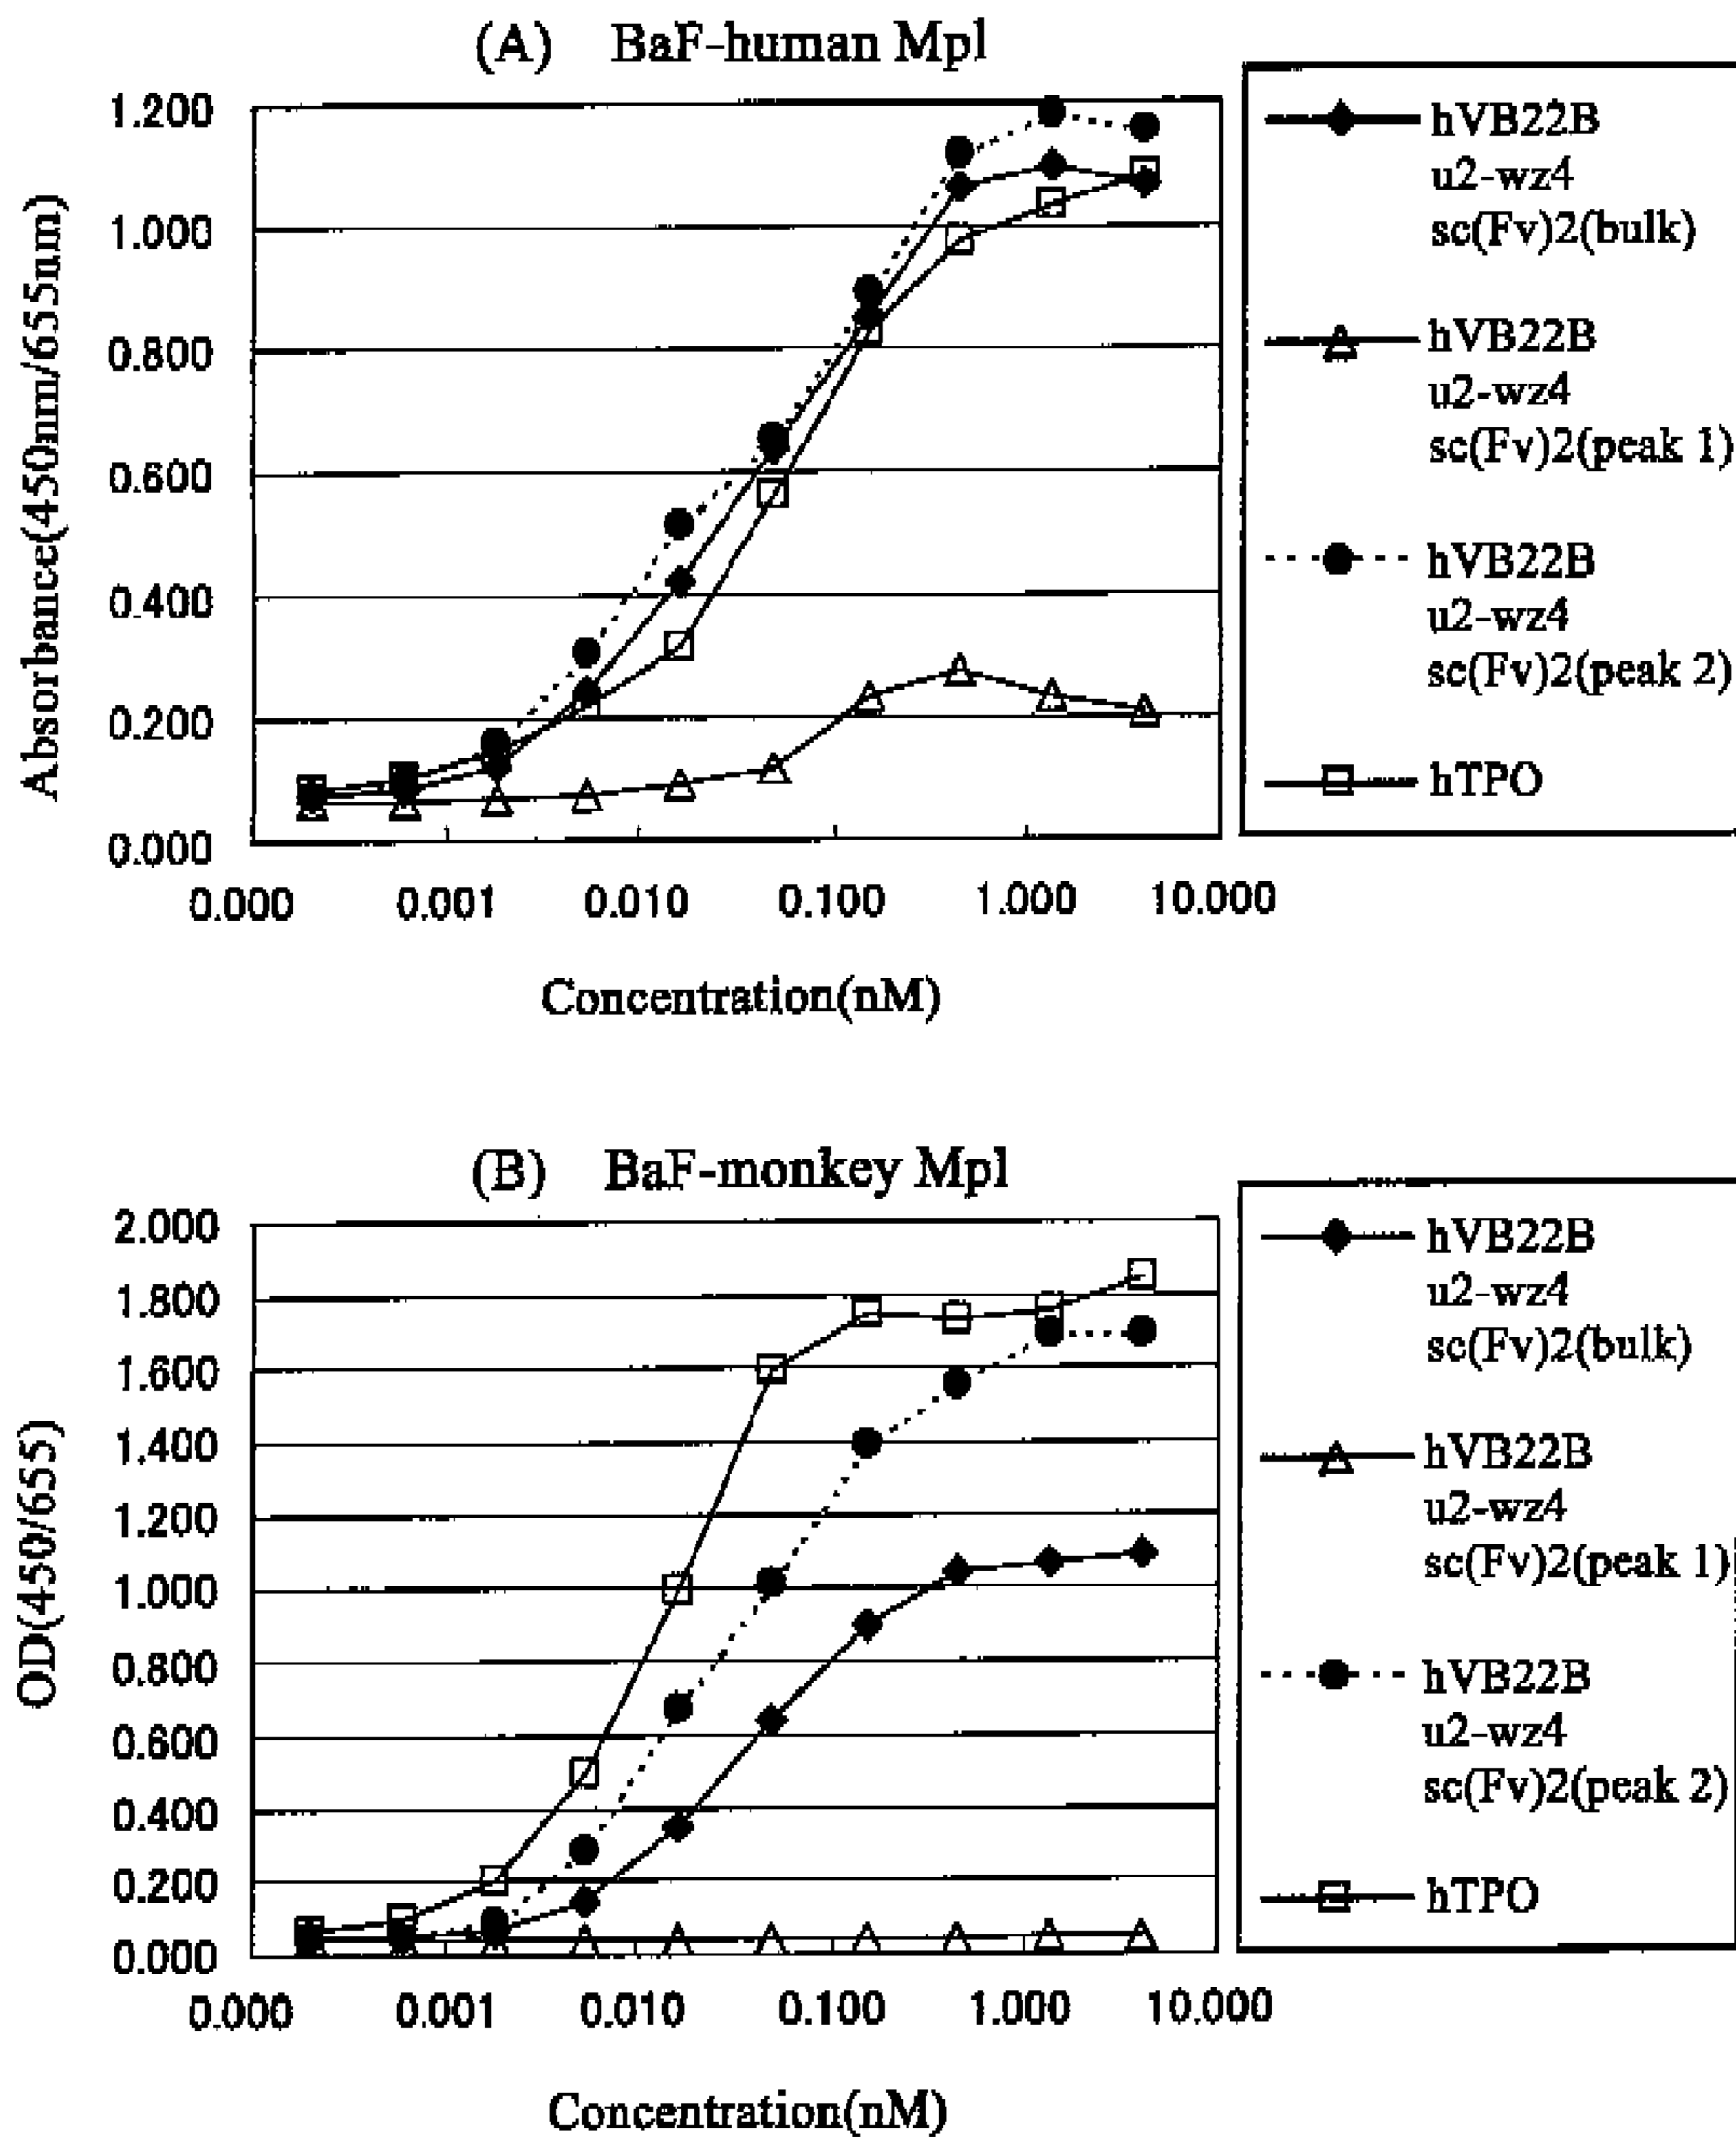 (A) BaF-human Mpl
Absorbance(450nm/655nm)
1.200
1.000
0.800
0.600
0.400
0.200
0.000
0.000 0.001 0.010 0.100 1.000 10.000
Concentration(nM)
hVB22B
u2-wz4
sc(Fv)2(bulk)
hVB22B
u2-wz4
sc(Fv)2(peak 1)
hVB22B
u2-wz4
sc(Fv)2(peak 2)
hTPO
(B) BaF-monkey Mpl
OD(450/655)
2.000
1.800
1.600
1.400
1.200
1.000
0.800
0.600
0.400
0.200
0.000
0.000 0.001 0.010 0.100 1.000 10.000
Concentration(nM)
hVB22B
u2-wz4
sc(Fv)2(bulk)
hVB22B
u2-wz4
sc(Fv)2(peak 1)
hVB22B
u2-wz4
sc(Fv)2(peak 2)
hTPO